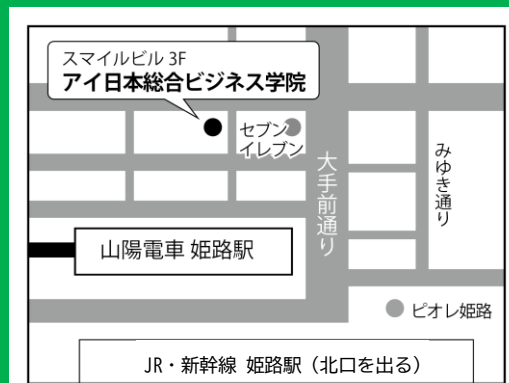 スマイルビル 3F
アイ日本総合ビジネス学院
セブン
イレブン
大手前通り
みゆき通り
山陽電車 姫路駅
ピオレ姫路
JR・新幹線 姫路駅（北口を出る）